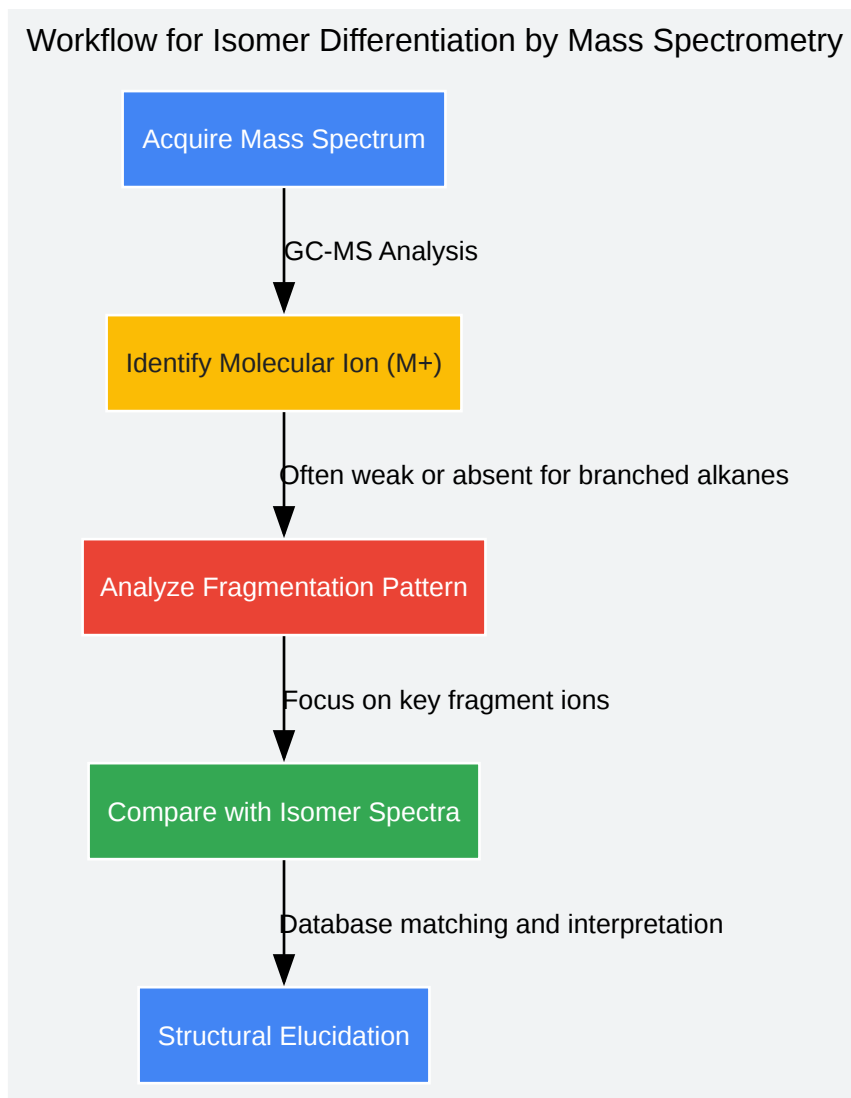 Workflow for Isomer Differentiation by Mass Spectrometry
Acquire Mass Spectrum
GC-MS Analysis
Identify Molecular Ion (M+)
Often weak or absent for branched alkanes
Analyze Fragmentation Pattern
Focus on key fragment ions
Compare with Isomer Spectra
Database matching and interpretation
Structural Elucidation